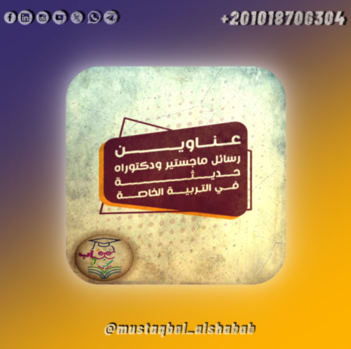 +201018706304
عناوين
رسائل ماجستير ودكتوراه
حديثة
في التربية الخاصة
@mustaqbal_alshabab